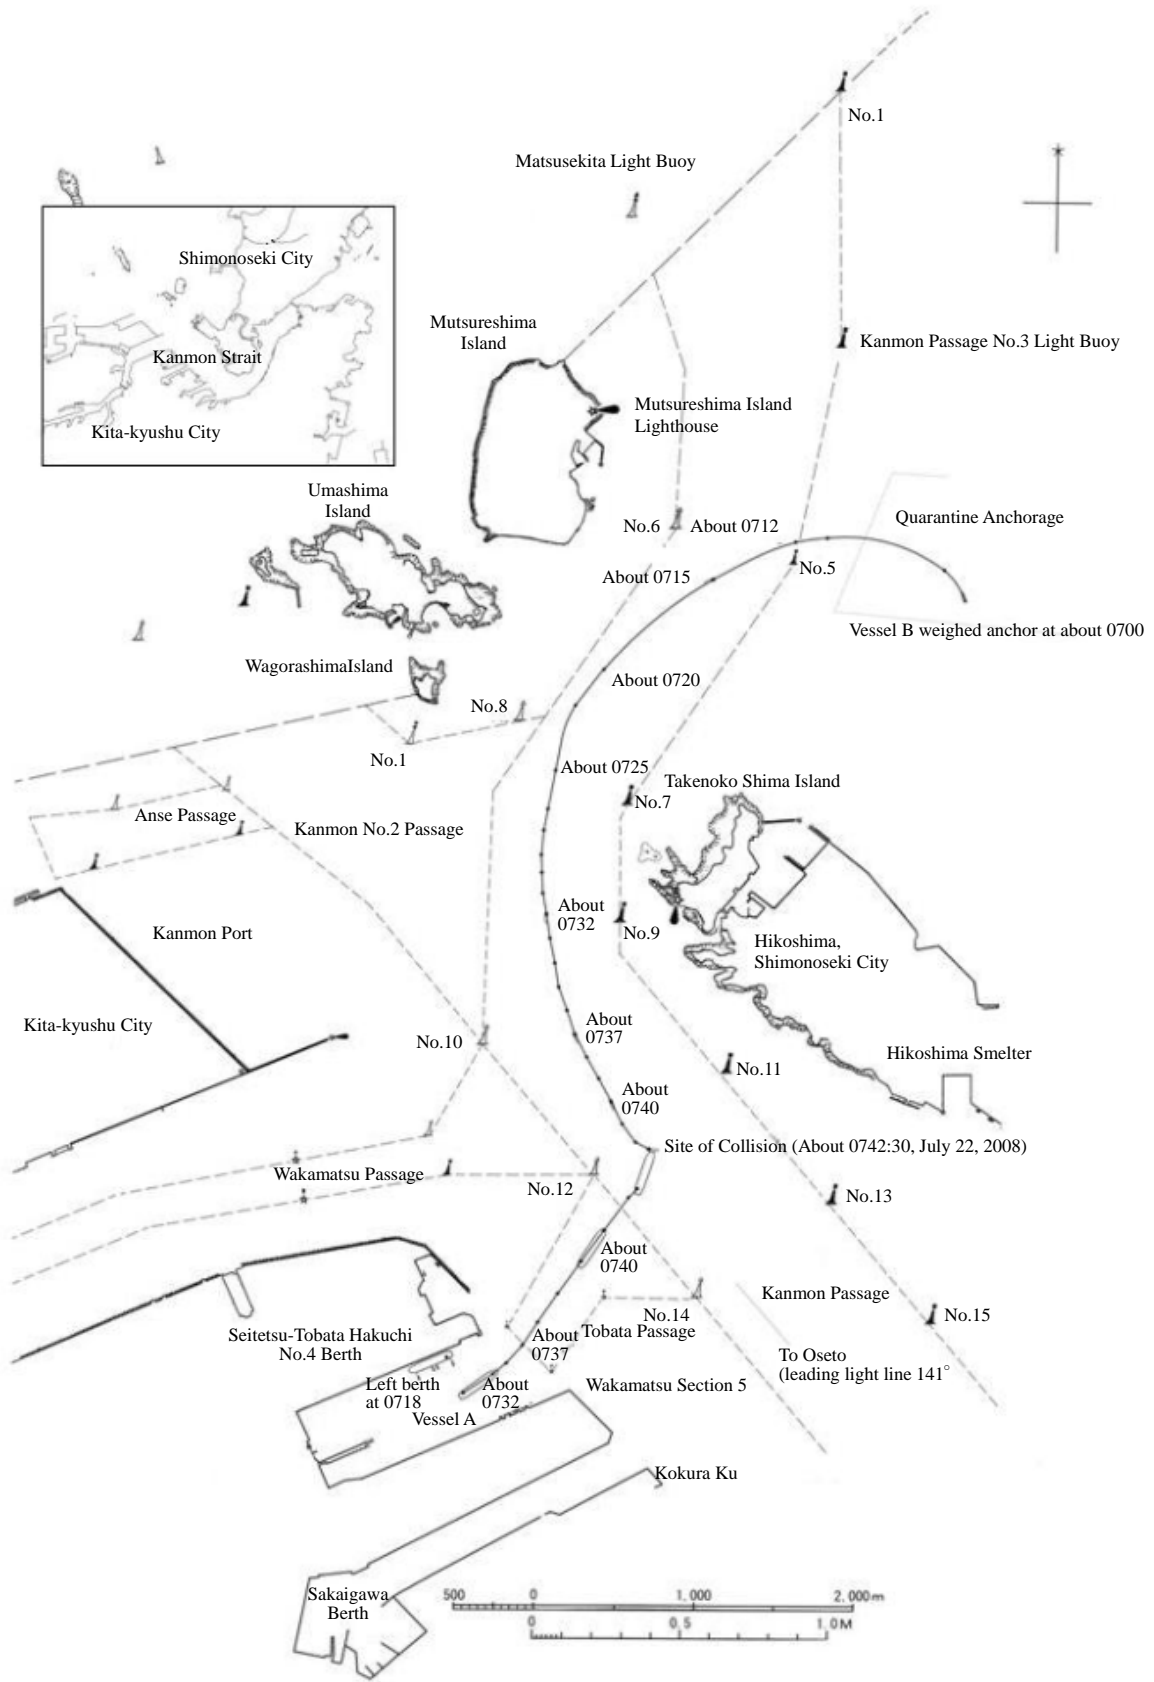 No.1
Matsusekita Light Buoy
Shimonoseki City
Kanmon Strait
Kita-kyushu City
Mutsureshima
Island
Kanmon Passage No.3 Light Buoy
Mutsureshima Island
Lighthouse
Umashima
Island
No.6
About 0712
Quarantine Anchorage
No.5
About 0715
Vessel B weighed anchor at about 0700
WagorashimaIsland
About 0720
No.8
No.1
About 0725
Takenoko Shima Island
No.7
Anse Passage
Kanmon No.2 Passage
About
0732
No.9
Kanmon Port
Hikoshima,
Shimonoseki City
Kita-kyushu City
About
0737
No.10
Hikoshima Smelter
No.11
About
0740
Site of Collision (About 0742:30, July 22, 2008)
Wakamatsu Passage
No.12
No.13
About
0740
Kanmon Passage
No.14
No.15
Seitetsu-Tobata Hakuchi
No.4 Berth
Tobata Passage
About
0737
To Oseto
(leading light line 141°
Left berth
at 0718
About
0732
Wakamatsu Section 5
Vessel A
Kokura Ku
Sakaigawa
Berth
500 0 1,000 2,000m
0 0.5 1.0M